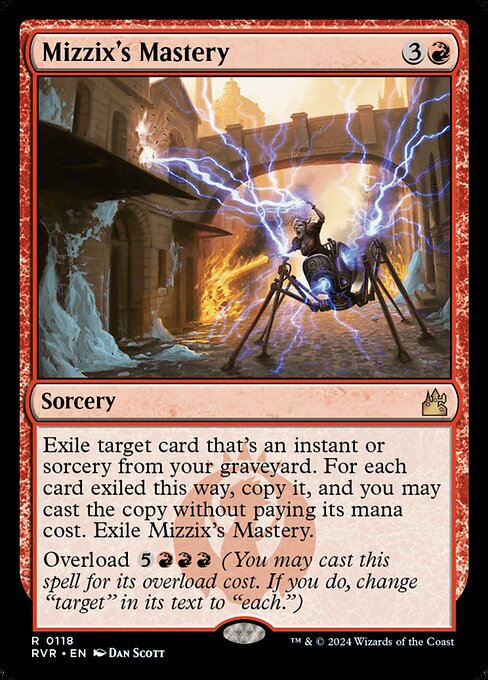 Mizzix's Mastery 3
Sorcery
Exile target card that's an instant or
sorcery from your graveyard. For each
card exiled this way, copy it, and you may
cast the copy without paying its mana
cost. Exile Mizzix's Mastery.
Overload 5 (You may cast this
spell for its overload cost. If you do, change
"target" in its text to "each.")
R 0118
RVR • EN DAN SCOTT
™ & © 2024 Wizards of the Coast